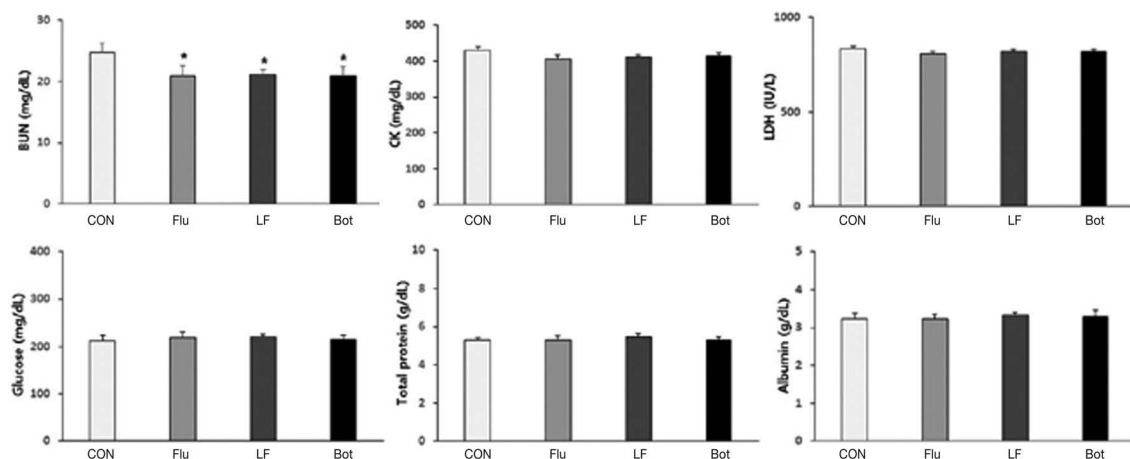 BUN (mg/dL)
30
20
10
0
* * *
CON Flu LF Bot
CK (mg/dL)
500
400
300
200
100
0
CON Flu LF Bot
LDH (IU/L)
1000
500
0
CON Flu LF Bot
Glucose (mg/dL)
400
300
200
100
0
CON Flu LF Bot
Total protein (g/dL)
10
8
6
4
2
0
CON Flu LF Bot
Albumin (g/dL)
5
4
3
2
1
0
CON Flu LF Bot